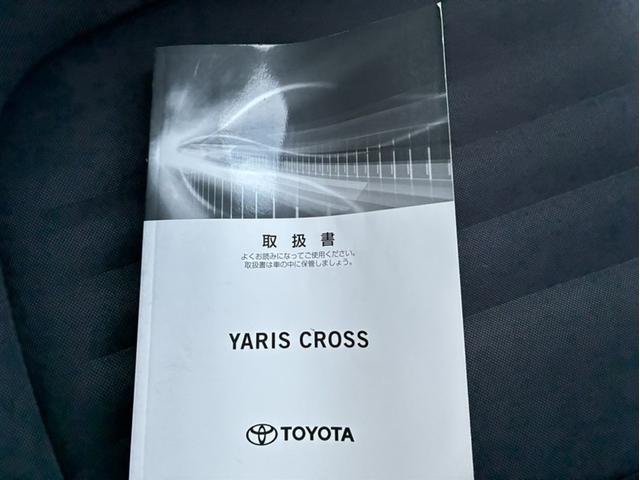 取扱書
よくお読みになってご使用ください。
取扱書は車の中に保管しましょう。
YARIS CROSS
TOYOTA